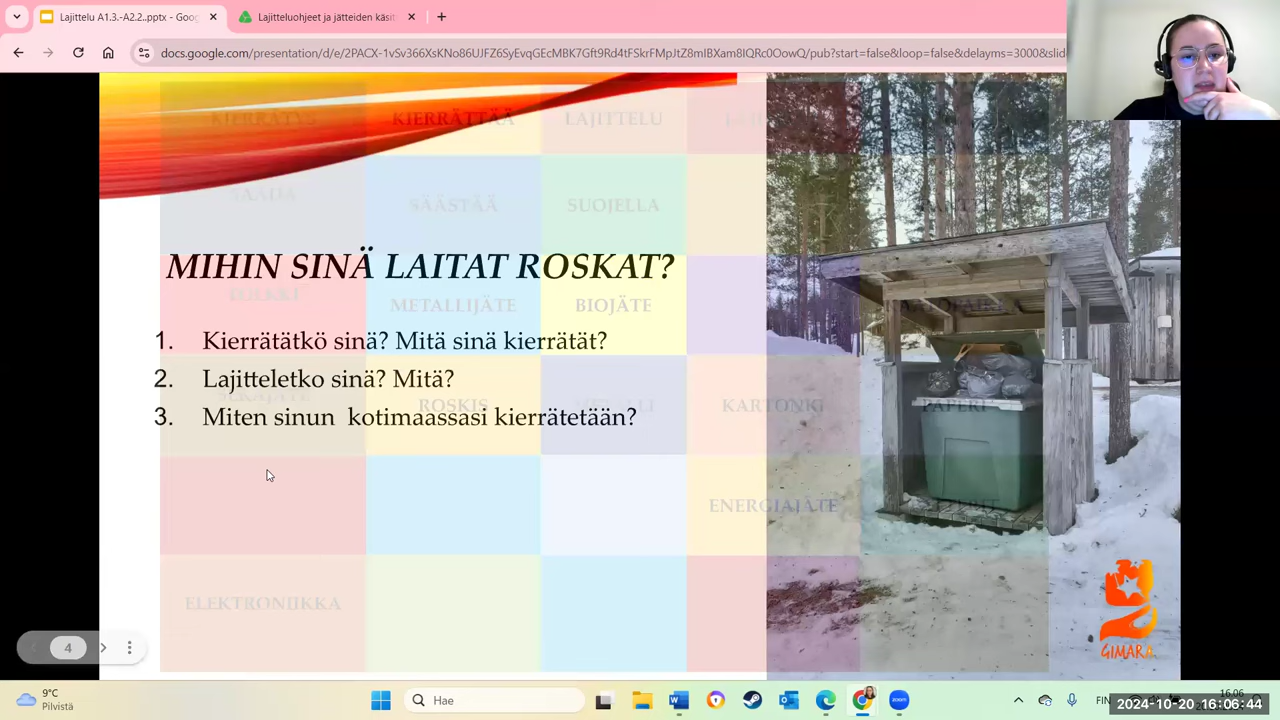 Lajittelu A1.3.-A2.2..pptx - Goo
Lajitteluohjeet ja jätteiden käsit
docs.google.com/presentation/d/e/2PACX-1vSv366XsKNo86UJFZ6SyEvqGEcMBK7Gft9Rd4tFSkrFMpJtZ8mIBXam8IQRc0OowQ/pub?start=false&loop=false&delayms=3000&slid
KIERRÄTYS KIERRÄTTÄÄ LAJITTELU
SÄÄSTÄÄ SUOJELLA
MIHIN SINÄ LAITAT ROSKAT?
METALLIJÄTE BIOJÄTE
1. Kierrätätkö sinä? Mitä sinä kierrätät?
2. Lajitteletko sinä? Mitä?
ROSKIS METALLI KARTONKI PAPERI
3. Miten sinun kotimaassasi kierrätetään?
ENERGIAJÄTE
ELEKTRONIIKKA
GIMARA
4
9°C
Pilvistä
Hae
FIN
16.06
2024-10-20 16:06:44